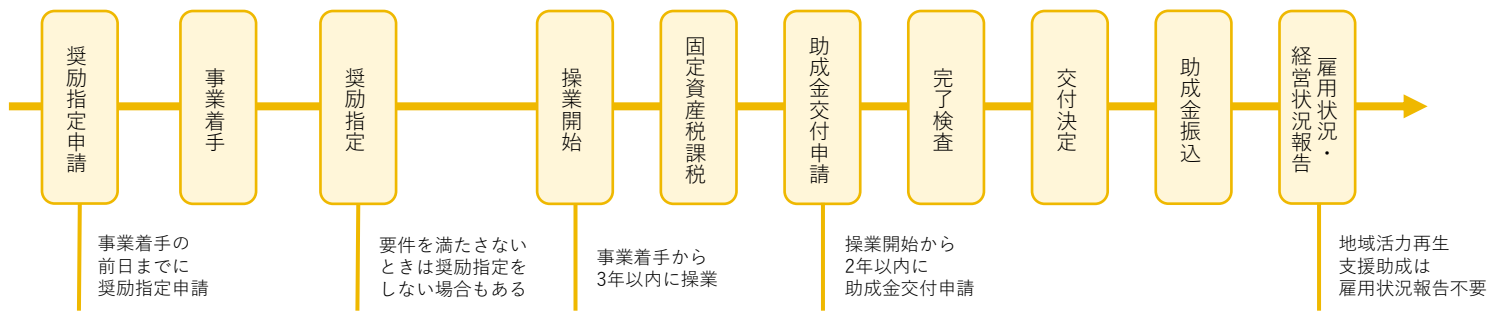 奨励指定申請
事業着手
奨励指定
操業開始
固定資産税課税
助成金交付申請
完了検査
交付決定
助成金振込
雇用状況・
経営状況報告
事業着手の
前日までに
奨励指定申請
要件を満たさない
ときは奨励指定を
しない場合もある
事業着手から
3年以内に操業
操業開始から
2年以内に
助成金交付申請
地域活力再生
支援助成は
雇用状況報告不要